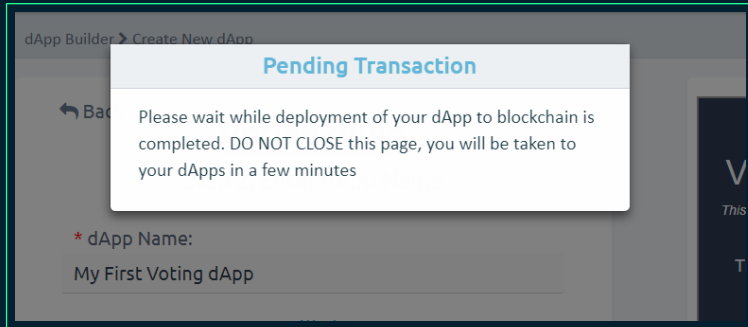 dApp Builder > Create New dApp
Pending Transaction
Please wait while deployment of your dApp to blockchain is
completed. DO NOT CLOSE this page, you will be taken to
your dApps in a few minutes
* dApp Name:
My First Voting dApp
This